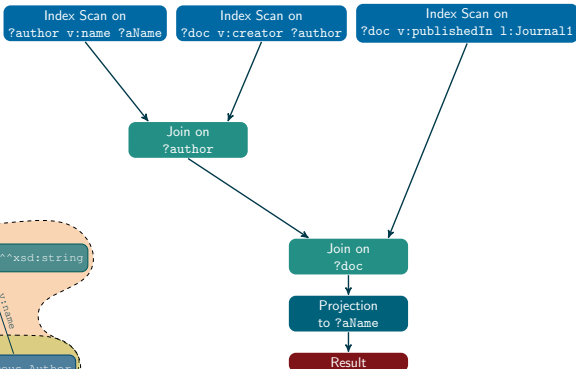 Index Scan on
?author v:name ?aName
Index Scan on
?doc v:creator ?author
Index Scan on
?doc v:publishedIn l:Journal1
Join on
?author
^^xsd:string
v:name
Join on
?doc
Projection
to ?aName
Author
Result